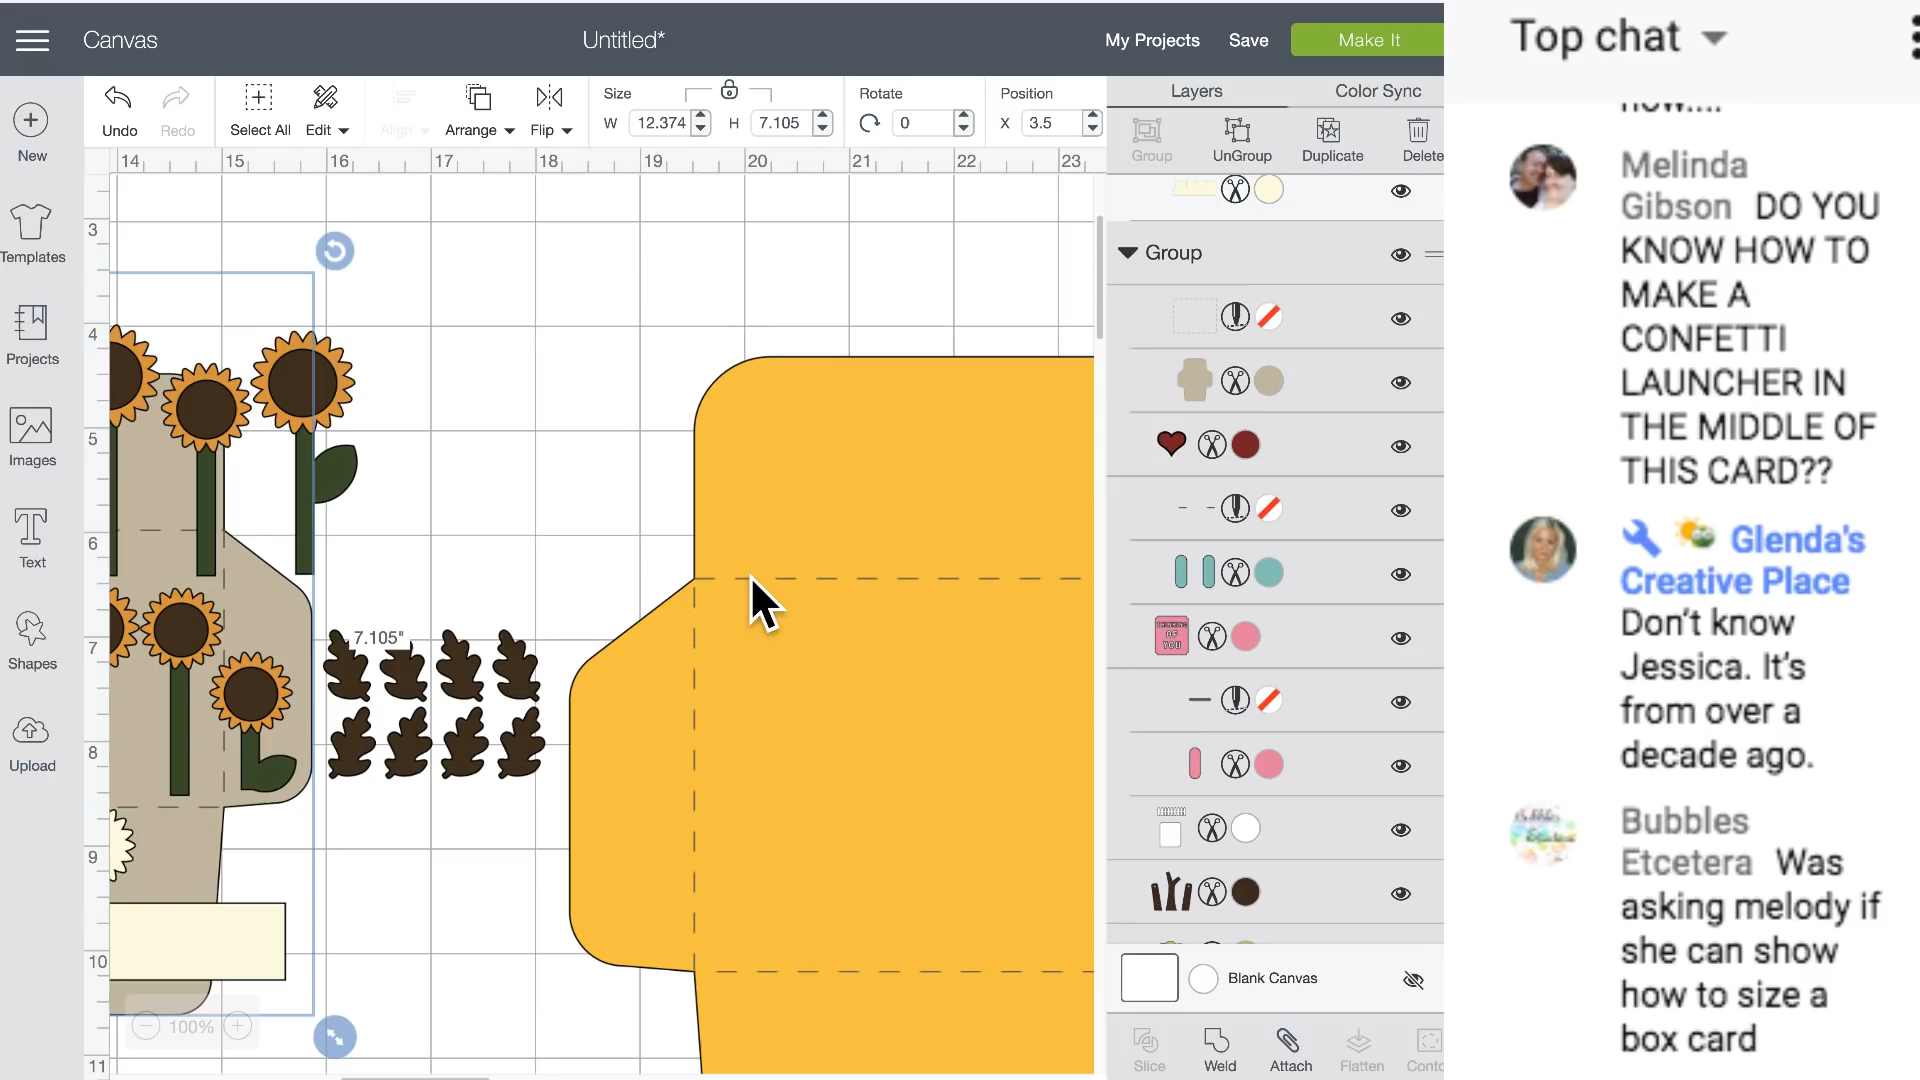 Canvas
Untitled*
My Projects
Save
Make It
Undo
Redo
Select All
Edit
Align
Arrange
Flip
Size
W 12.374
H 7.105
Rotate
0
Position
X 3.5
Layers
Color Sync
Group
UnGroup
Duplicate
Delete
New
Templates
Projects
Images
Text
Shapes
Upload
14 15 16 17 18 19 20 21 22 23
3
4
5
6
7
8
9
10
11
7.105"
100%
Group
THINKING
OF
YOU
Blank Canvas
Slice
Weld
Attach
Flatten
Conto
Top chat
now....
Melinda
Gibson DO YOU
KNOW HOW TO
MAKE A
CONFETTI
LAUNCHER IN
THE MIDDLE OF
THIS CARD??
Glenda's
Creative Place
Don't know
Jessica. It's
from over a
decade ago.
Bubbles
Etcetera Was
asking melody if
she can show
how to size a
box card